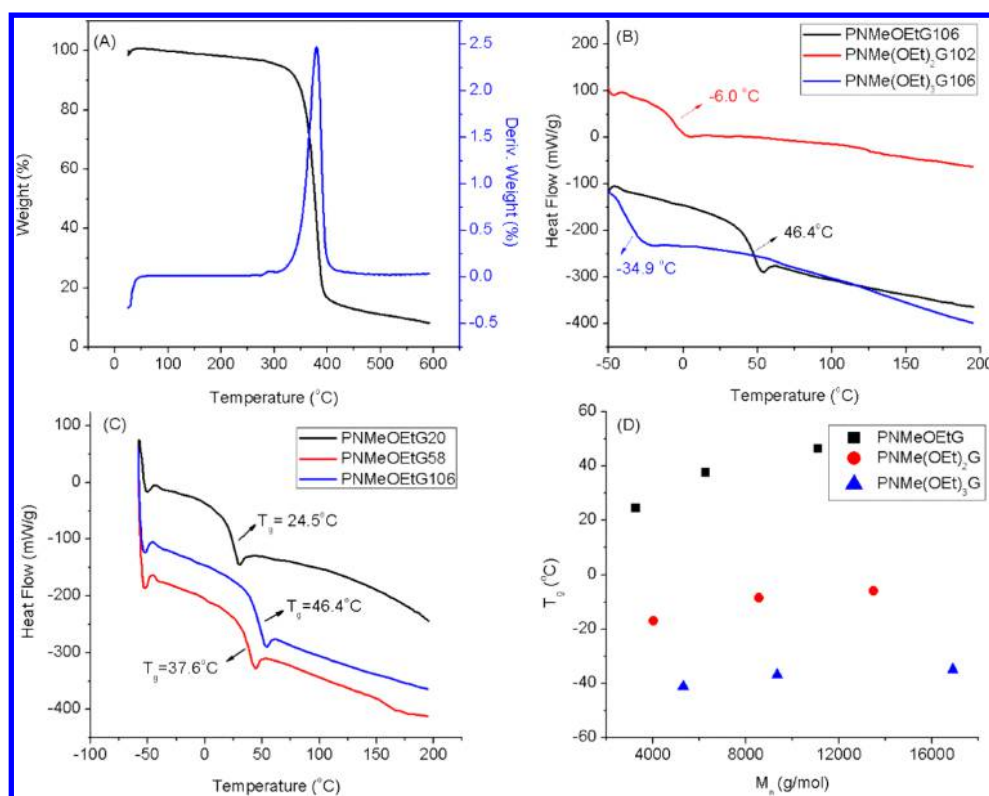 (A)
Weight (%)
100
80
60
40
20
0
2.5
2.0
1.5
1.0
0.5
0.0
-0.5
Deriv. Weight (%)
0 100 200 300 400 500 600
Temperature (°C)
(B)
PNMeOEtG106
PNMe(OEt)₂G102
PNMe(OEt)₃G106
Heat Flow (mW/g)
200
100
0
-100
-200
-300
-400
-6.0 °C
46.4°C
-34.9 °C
-50 0 50 100 150 200
Temperature (°C)
(C)
PNMeOEtG20
PNMeOEtG58
PNMeOEtG106
Heat Flow (mW/g)
100
0
-100
-200
-300
-400
Tg= 24.5°C
Tg=46.4°C
Tg=37.6°C
-100 -50 0 50 100 150 200
Temperature (°C)
(D)
PNMeOEtG
PNMe(OEt)₂G
PNMe(OEt)₃G
Tg (°C)
60
40
20
0
-20
-40
-60
4000 8000 12000 16000
Mn (g/mol)